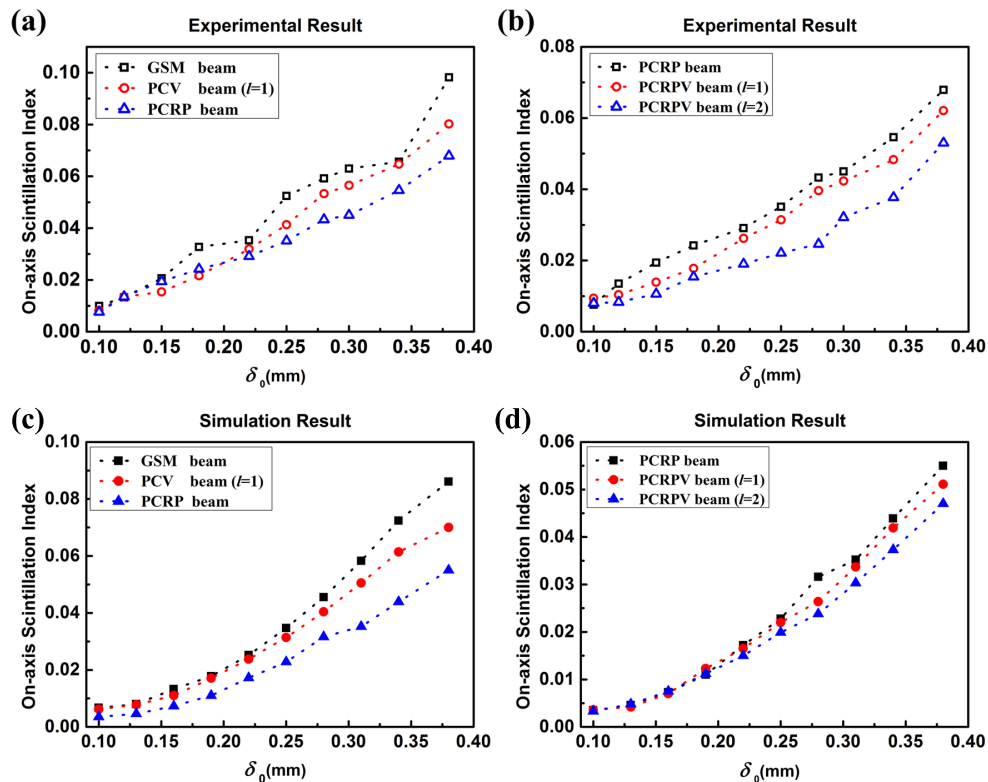 (a)
Experimental Result
GSM beam
PCV beam (l=1)
PCRP beam
On-axis Scintillation Index
0.10
0.08
0.06
0.04
0.02
0.00
0.10 0.15 0.20 0.25 0.30 0.35 0.40
δ0(mm)
(b)
Experimental Result
PCRP beam
PCRPV beam (l=1)
PCRPV beam (l=2)
On-axis Scintillation Index
0.08
0.06
0.04
0.02
0.00
0.10 0.15 0.20 0.25 0.30 0.35 0.40
δ0(mm)
(c)
Simulation Result
GSM beam
PCV beam (l=1)
PCRP beam
On-axis Scintillation Index
0.10
0.08
0.06
0.04
0.02
0.00
0.10 0.15 0.20 0.25 0.30 0.35 0.40
δ0(mm)
(d)
Simulation Result
PCRP beam
PCRPV beam (l=1)
PCRPV beam (l=2)
On-axis Scintillation Index
0.06
0.05
0.04
0.03
0.02
0.01
0.00
0.10 0.15 0.20 0.25 0.30 0.35 0.40
δ0(mm)